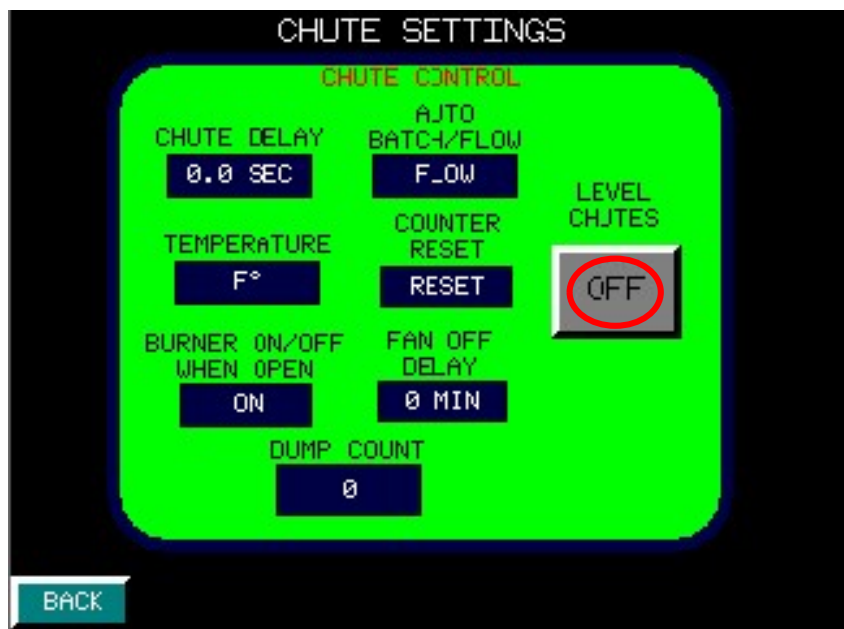 CHUTE SETTINGS
CHUTE CONTROL
CHUTE DELAY
0.0 SEC
AUTO
BATCH/FLOW
FLOW
TEMPERATURE
F°
COUNTER
RESET
RESET
LEVEL
CHUTES
OFF
BURNER ON/OFF
WHEN OPEN
ON
FAN OFF
DELAY
0 MIN
DUMP COUNT
0
BACK